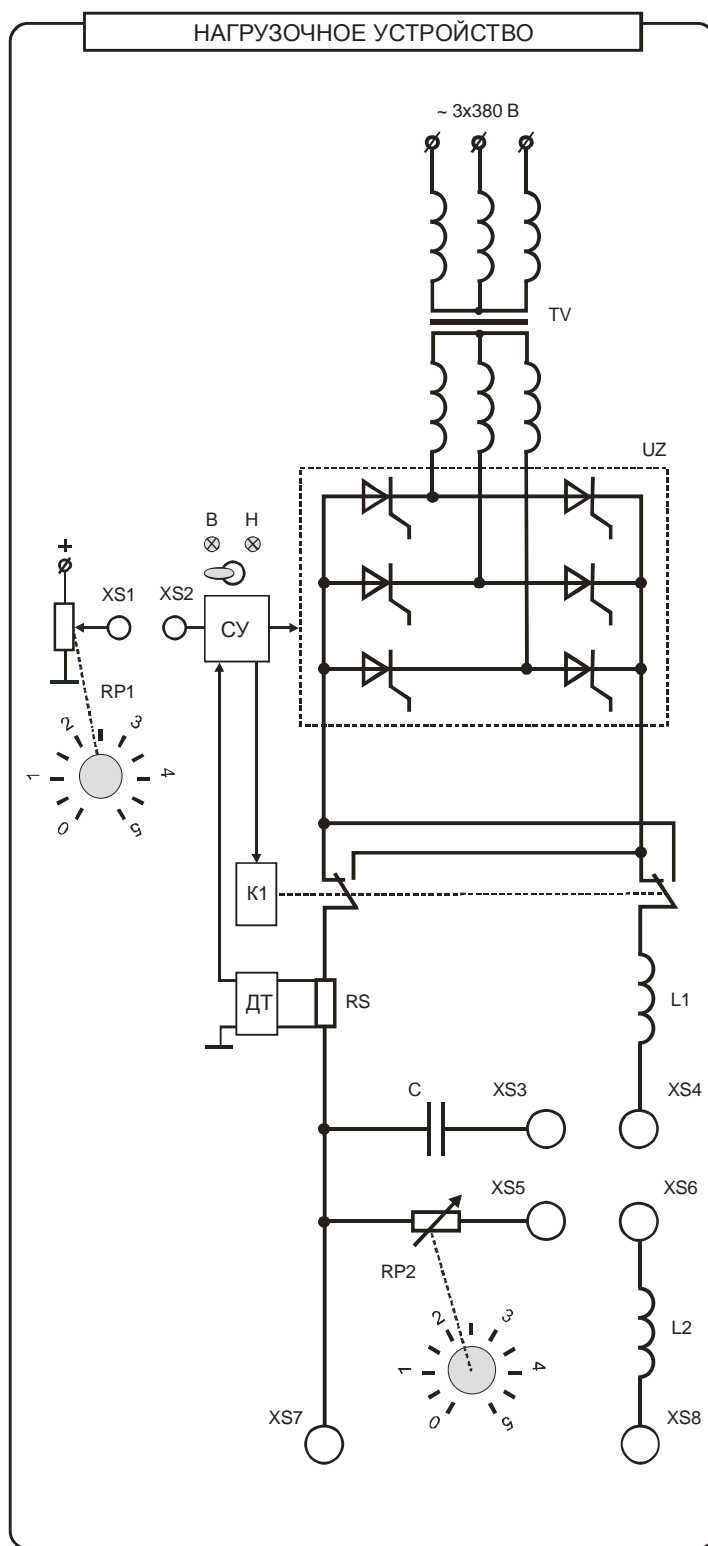 НАГРУЗОЧНОЕ УСТРОЙСТВО
~ 3x380 В
TV
UZ
В Н
+
XS1 XS2
СУ
RP1
0 1 2 3 4 5
К1
ДТ
RS
L1
C
XS3
XS4
XS5
XS6
RP2
0 1 2 3 4 5
L2
XS7
XS8